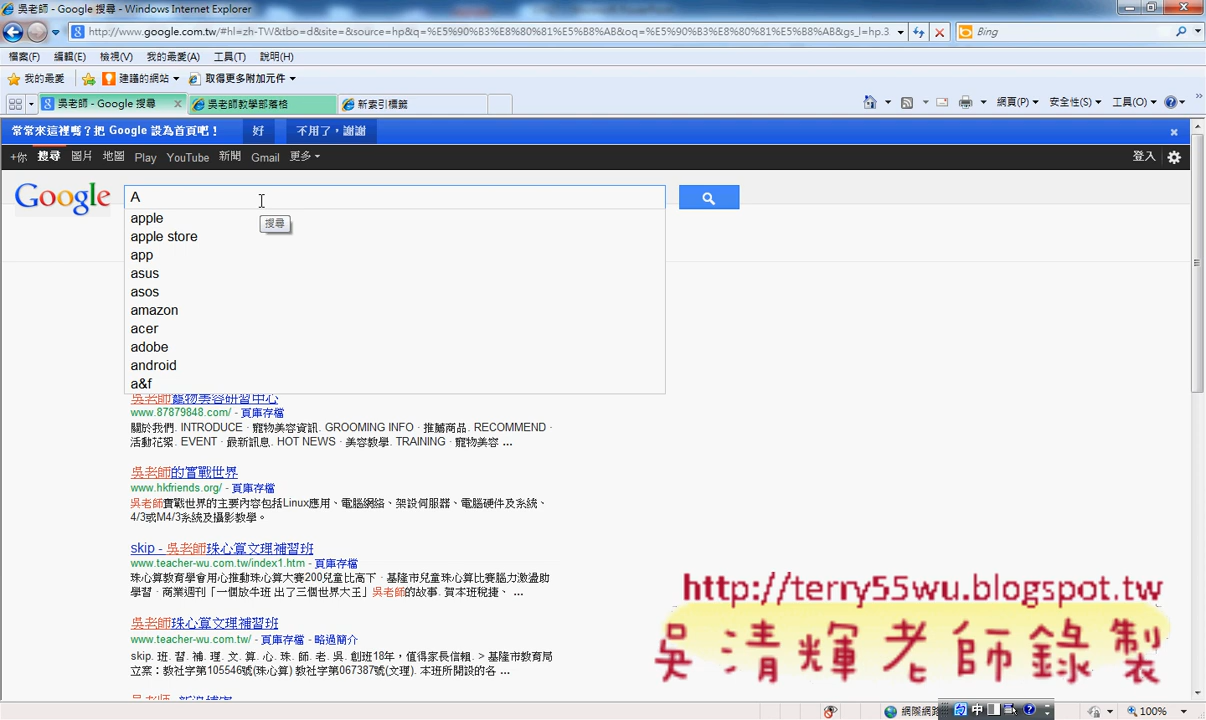 吳老師 - Google 搜尋 - Windows Internet Explorer
http://www.google.com.tw/#hl=zh-TW&tbo=d&site=&source=hp&q=%E5%90%B3%E8%80%81%E5%B8%AB&oq=%E5%90%B3%E8%80%81%E5%B8%AB&gs_l=hp.3
Bing
檔案(F) 編輯(E) 檢視(V) 我的最愛(A) 工具(T) 說明(H)
我的最愛 建議的網站 取得更多附加元件
吳老師 - Google 搜尋 吳老師教學部落格 新索引標籤 網頁(P) 安全性(S) 工具(O)
常常來這裡嗎？把 Google 設為首頁吧！ 好 不用了，謝謝
+你 搜尋 圖片 地圖 Play YouTube 新聞 Gmail 更多 登入
Google A
搜尋
apple
apple store
app
asus
asos
amazon
acer
adobe
android
a&f
吳老師寵物美容研習中心
www.87879848.com/ - 頁庫存檔
關於我們. INTRODUCE · 寵物美容資訊. GROOMING INFO · 推薦商品. RECOMMEND ·
活動花絮. EVENT · 最新訊息. HOT NEWS · 美容教學. TRAINING · 寵物美容 ...
吳老師的實戰世界
www.hkfriends.org/ - 頁庫存檔
吳老師實戰世界的主要內容包括Linux應用、電腦網絡、架設伺服器、電腦硬件及系統、
4/3或M4/3系統及攝影教學。
skip - 吳老師珠心算文理補習班
www.teacher-wu.com.tw/index1.htm - 頁庫存檔
珠心算教育學會用心推動珠心算大賽200兒童比高下 · 基隆市兒童珠心算比賽腦力激盪助
學習 · 商業週刊「一個放牛班 出了三個世界大王」吳老師的故事. 賀本班稅捷、 ...
吳老師珠心算文理補習班
www.teacher-wu.com.tw/ - 頁庫存檔 - 略過簡介
skip. 班. 習. 補. 理. 文. 算. 心. 珠. 師. 老. 吳. 創班18年，值得家長信賴. > 基隆市教育局
立案：教社字第105546號(珠心算) 教社字第067387號(文理). 本班所開設的各 ...
http://terry55wu.blogspot.tw
吳清輝老師錄製
中
100%